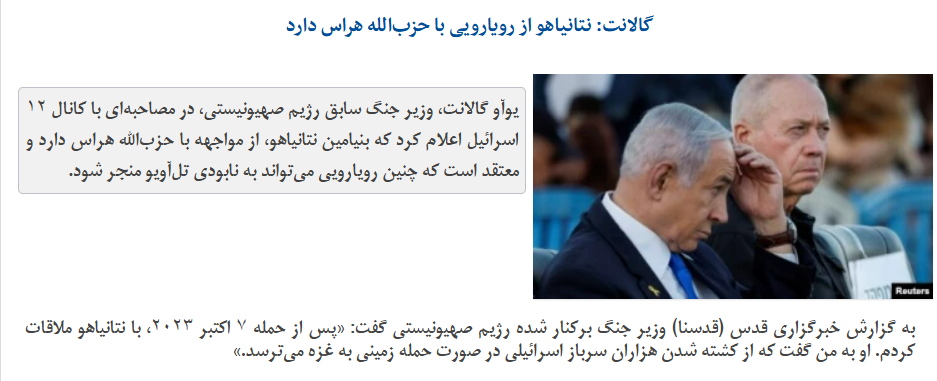 گالانت: نتانیاهو از رویارویی با حزب‌الله هراس دارد
یوآو گالانت، وزیر جنگ سابق رژیم صهیونیستی، در مصاحبه‌ای با کانال ۱۲
اسرائیل اعلام کرد که بنیامین نتانیاهو، از مواجهه با حزب‌الله هراس دارد و
معتقد است که چنین رویارویی می‌تواند به نابودی تل‌آویو منجر شود.
Reuters
به گزارش خبرگزاری قدس (قدسنا) وزیر جنگ برکنار شده رژیم صهیونیستی گفت: «پس از حمله ۷ اکتبر ۲۰۲۳، با نتانیاهو ملاقات
کردم. او به من گفت که از کشته شدن هزاران سرباز اسرائیلی در صورت حمله زمینی به غزه می‌ترسد.»